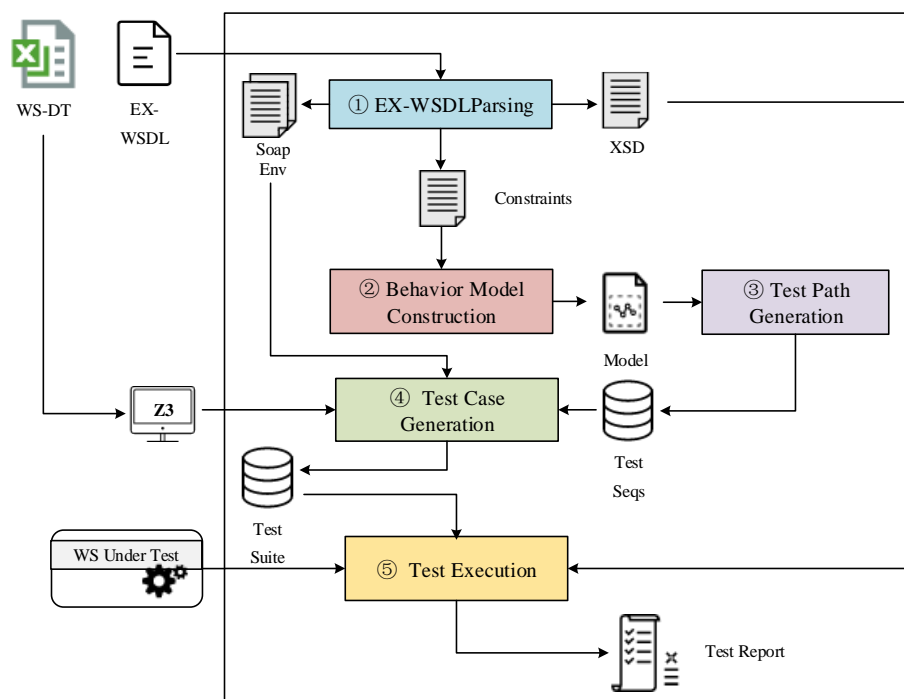 WS-DT
EX-
WSDL
① EX-WSDLParsing
Soap
Env
XSD
Constraints
② Behavior Model
Construction
Model
③ Test Path
Generation
Z3
④ Test Case
Generation
Test
Seqs
Test
Suite
WS Under Test
⑤ Test Execution
Test Report